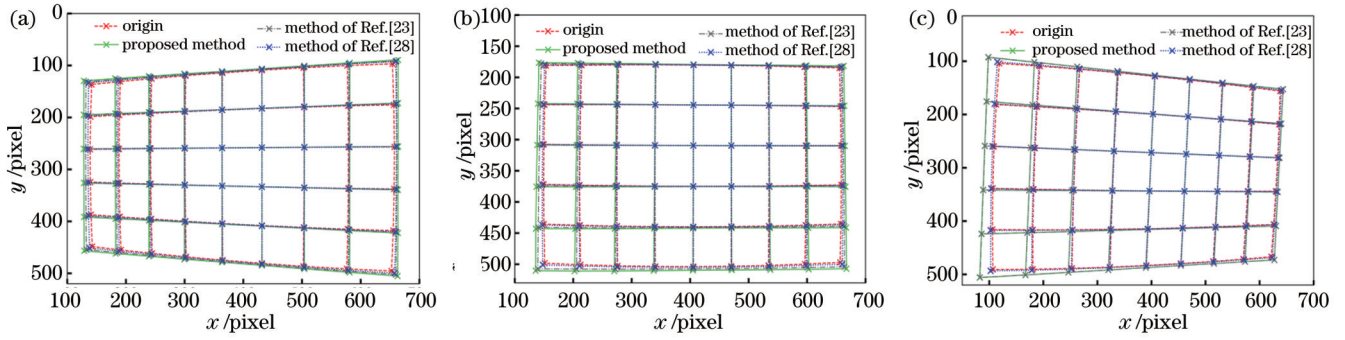 (a)
origin
proposed method
method of Ref.[23]
method of Ref.[28]
0
100
200
300
400
500
y/pixel
100 200 300 400 500 600 700
x/pixel
(b)
origin
proposed method
method of Ref.[23]
method of Ref.[28]
100
150
200
250
300
350
400
450
500
y/pixel
100 200 300 400 500 600 700
x/pixel
(c)
origin
proposed method
method of Ref.[23]
method of Ref.[28]
0
100
200
300
400
500
y/pixel
100 200 300 400 500 600 700
x/pixel